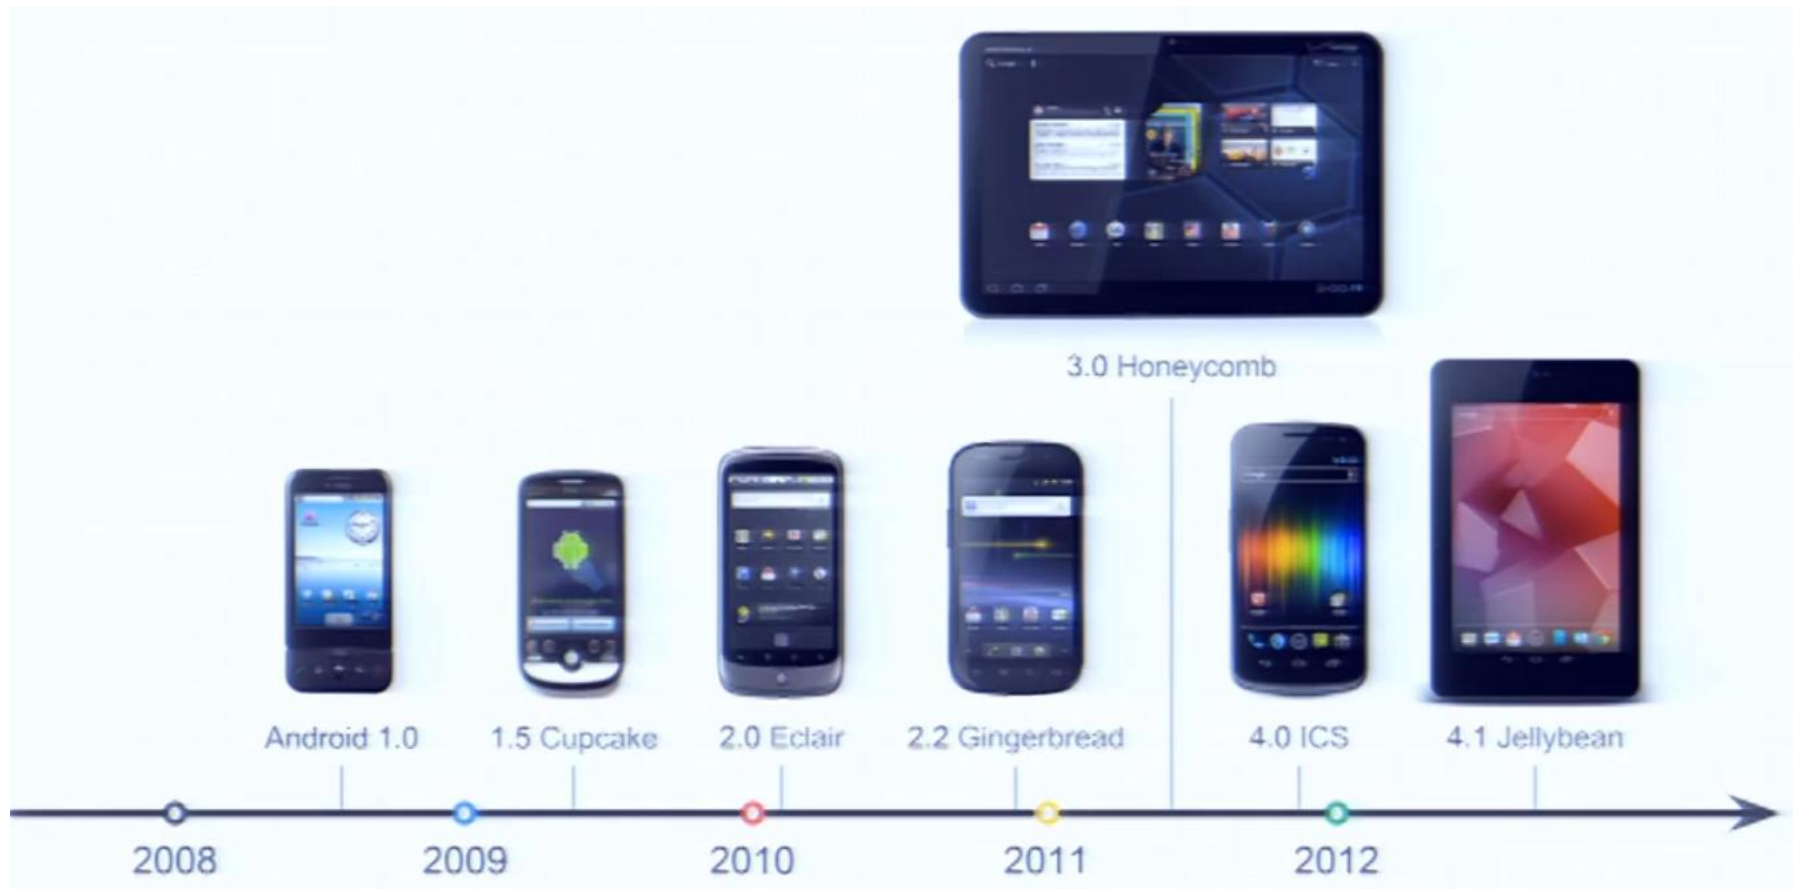 3.0 Honeycomb
Android 1.0
1.5 Cupcake
2.0 Eclair
2.2 Gingerbread
4.0 ICS
4.1 Jellybean
2008
2009
2010
2011
2012